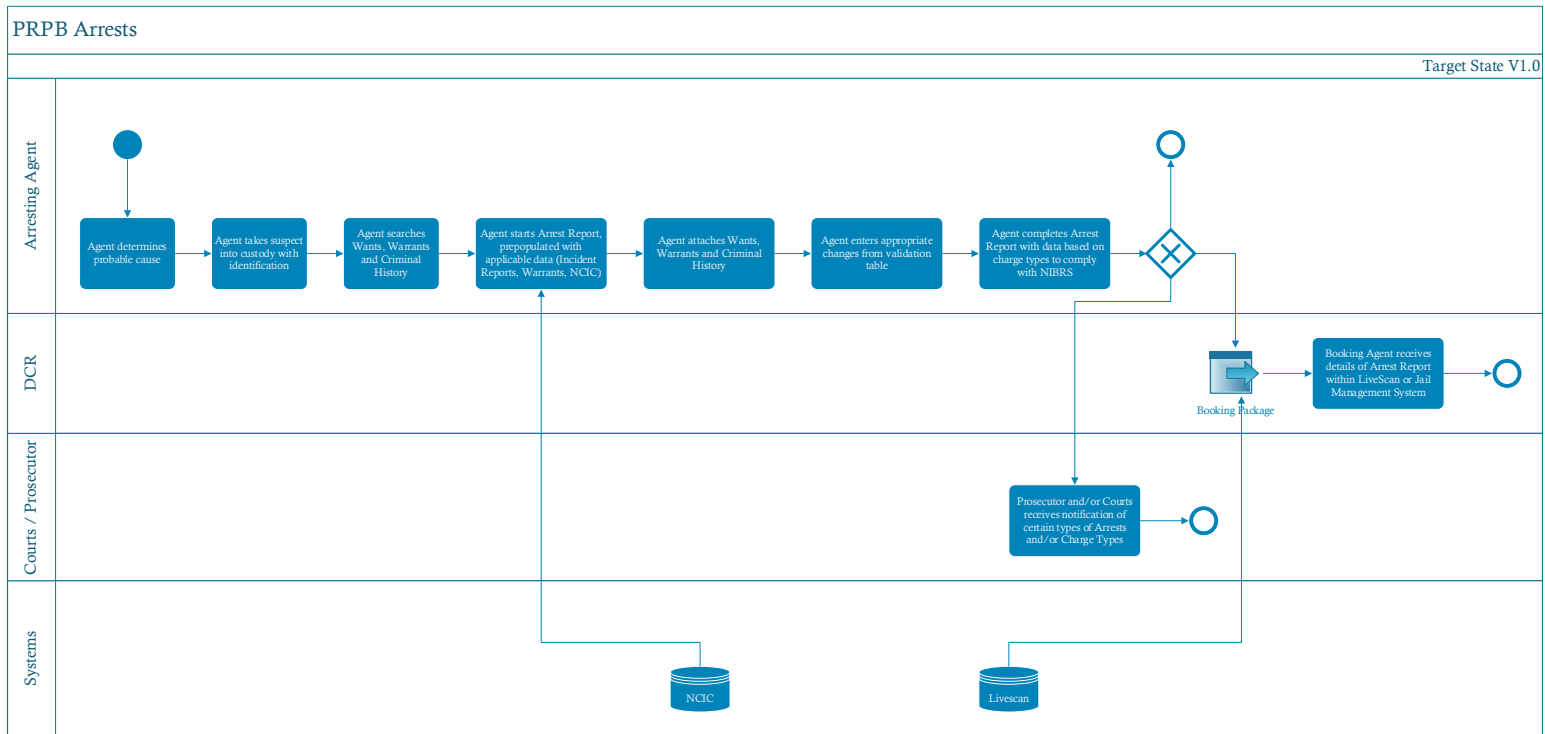 PRPB Arrests
Target State V1.0
Arresting Agent
Agent determines
probable cause
Agent takes suspect
into custody with
identification
Agent searches
Wants, Warrants
and Criminal
History
Agent starts Arrest Report,
prepopulated with
applicable data (Incident
Reports, Warrants, NCIC)
Agent attaches Wants,
Warrants and Criminal
History
Agent enters appropriate
changes from validation
table
Agent completes Arrest
Report with data based on
charge types to comply
with NIBRS
DCR
Booking Package
Booking Agent receives
details of Arrest Report
within LiveScan or Jail
Management System
Courts / Prosecutor
Prosecutor and/or Courts
receives notification of
certain types of Arrests
and/or Charge Types
Systems
NCIC
Livescan